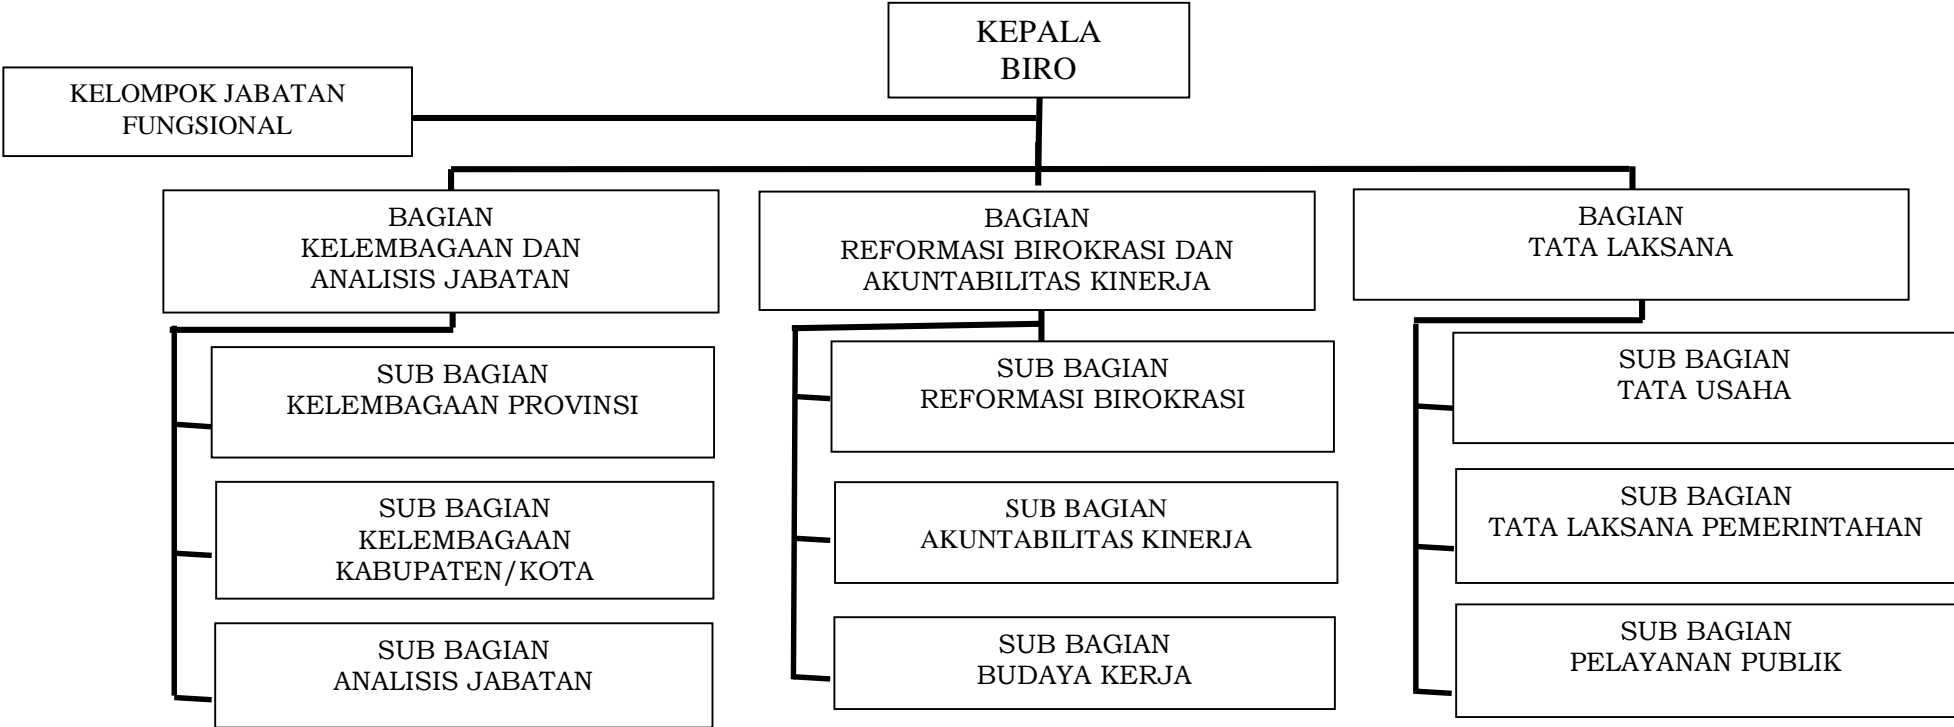 KEPALA
BIRO
KELOMPOK JABATAN
FUNGSIONAL
BAGIAN
KELEMBAGAAN DAN
ANALISIS JABATAN
BAGIAN
REFORMASI BIROKRASI DAN
AKUNTABILITAS KINERJA
BAGIAN
TATA LAKSANA
SUB BAGIAN
KELEMBAGAAN PROVINSI
SUB BAGIAN
REFORMASI BIROKRASI
SUB BAGIAN
TATA USAHA
SUB BAGIAN
KELEMBAGAAN
KABUPATEN/KOTA
SUB BAGIAN
AKUNTABILITAS KINERJA
SUB BAGIAN
TATA LAKSANA PEMERINTAHAN
SUB BAGIAN
ANALISIS JABATAN
SUB BAGIAN
BUDAYA KERJA
SUB BAGIAN
PELAYANAN PUBLIK